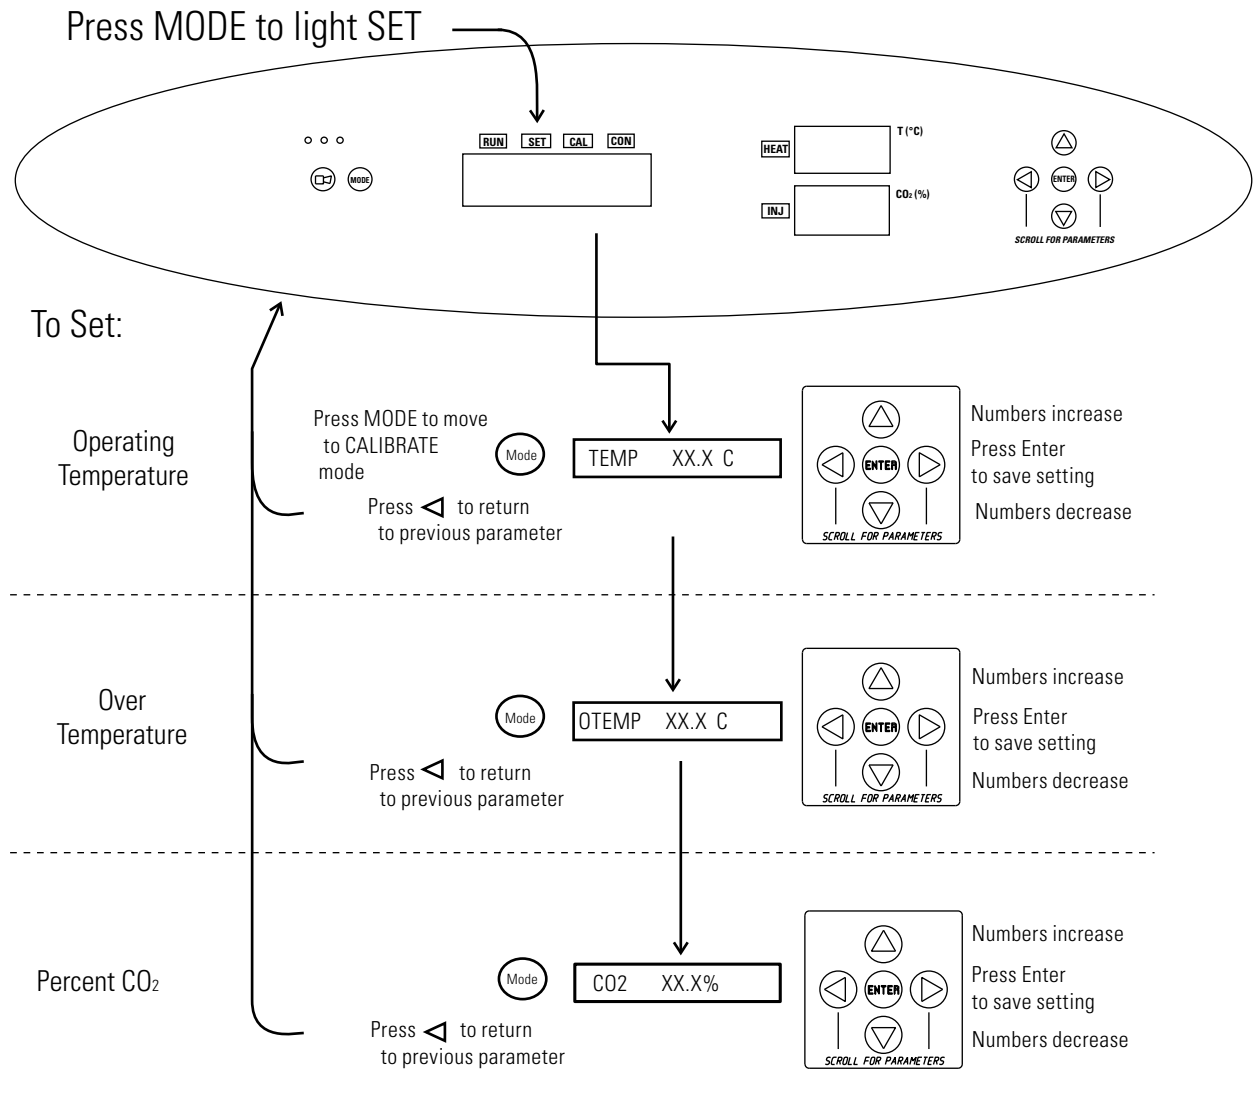 Press MODE to light SET
RUN SET CAL CON
HEAT
T (°C)
MODE
ENTER
INJ
CO₂ (%)
SCROLL FOR PARAMETERS
To Set:
Operating
Temperature
Press MODE to move
to CALIBRATE
mode
Mode
TEMP XX.X C
Press to return
to previous parameter
ENTER
SCROLL FOR PARAMETERS
Numbers increase
Press Enter
to save setting
Numbers decrease
Over
Temperature
Mode
OTEMP XX.X C
Press to return
to previous parameter
ENTER
SCROLL FOR PARAMETERS
Numbers increase
Press Enter
to save setting
Numbers decrease
Percent CO₂
Mode
CO2 XX.X%
Press to return
to previous parameter
ENTER
SCROLL FOR PARAMETERS
Numbers increase
Press Enter
to save setting
Numbers decrease